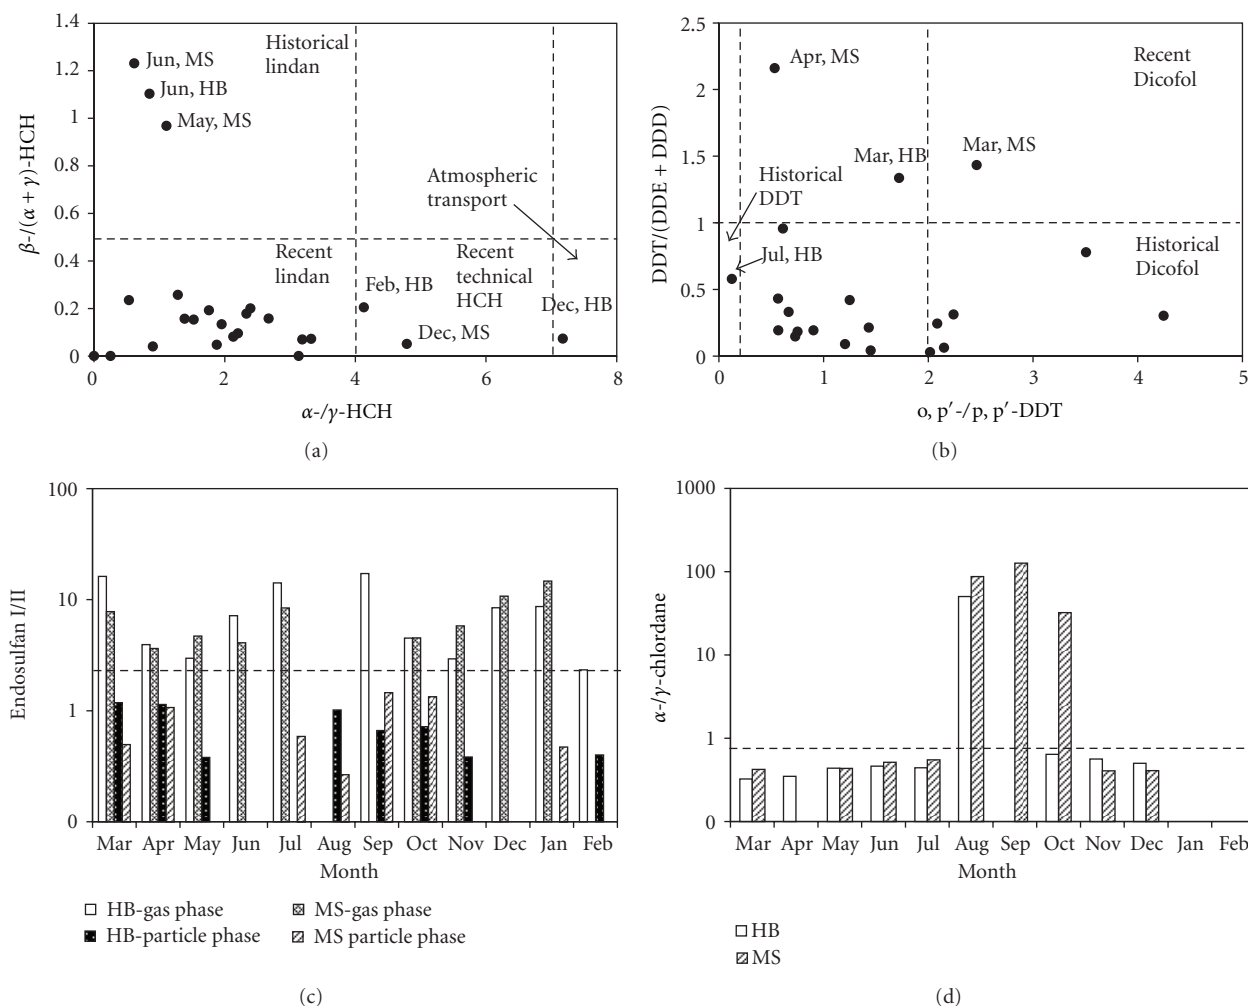 1.4
1.2
1
0.8
0.6
0.4
0.2
0
β-/(α + γ)-HCH
Jun, MS
Jun, HB
May, MS
Historical
lindan
Atmospheric
transport
Recent
lindan
Recent
technical
HCH
Feb, HB
Dec, MS
Dec, HB
0 2 4 6 8
α-/γ-HCH
(a)
2.5
2
1.5
1
0.5
0
DDT/(DDE + DDD)
Apr, MS
Recent
Dicofol
Mar, HB
Mar, MS
Historical
DDT
Jul, HB
Historical
Dicofol
0 1 2 3 4 5
o, p′-/p, p′-DDT
(b)
100
10
1
0
Endosulfan I/II
Mar Apr May Jun Jul Aug Sep Oct Nov Dec Jan Feb
Month
HB-gas phase
MS-gas phase
HB-particle phase
MS particle phase
(c)
1000
100
10
1
0
α-/γ-chlordane
Mar Apr May Jun Jul Aug Sep Oct Nov Dec Jan Feb
Month
HB
MS
(d)